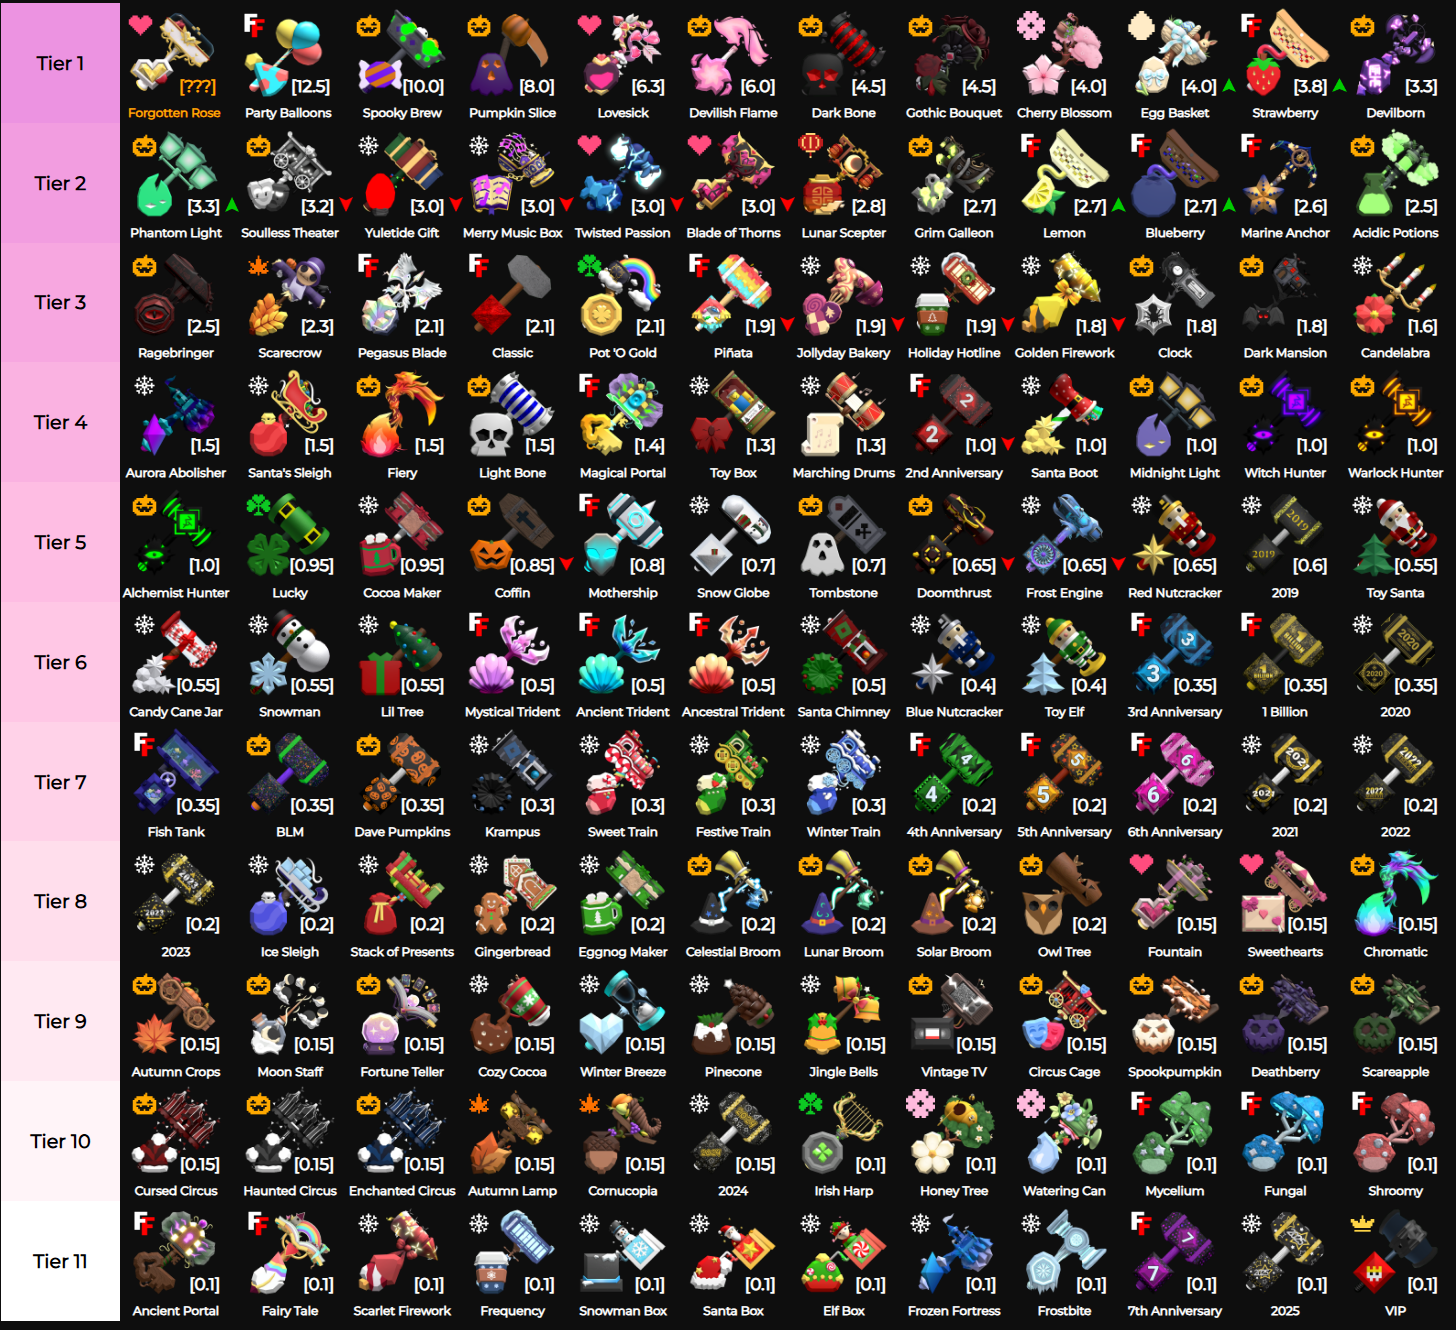 Tier 1
[???] [12.5] [10.0] [8.0] [6.3] [6.0] [4.5] [4.5] [4.0] [4.0] [3.8] [3.3]
Forgotten Rose Party Balloons Spooky Brew Pumpkin Slice Lovesick Devilish Flame Dark Bone Gothic Bouquet Cherry Blossom Egg Basket Strawberry Devilborn
Tier 2
[3.3] [3.2] [3.0] [3.0] [3.0] [3.0] [2.8] [2.7] [2.7] [2.7] [2.6] [2.5]
Phantom Light Soulless Theater Yuletide Gift Merry Music Box Twisted Passion Blade of Thorns Lunar Scepter Grim Galleon Lemon Blueberry Marine Anchor Acidic Potions
Tier 3
[2.5] [2.3] [2.1] [2.1] [2.1] [1.9] [1.9] [1.9] [1.8] [1.8] [1.8] [1.6]
Ragebringer Scarecrow Pegasus Blade Classic Pot 'O Gold Piñata Jollyday Bakery Holiday Hotline Golden Firework Clock Dark Mansion Candelabra
Tier 4
[1.5] [1.5] [1.5] [1.5] [1.4] [1.3] [1.3] [1.0] [1.0] [1.0] [1.0] [1.0]
Aurora Abolisher Santa's Sleigh Fiery Light Bone Magical Portal Toy Box Marching Drums 2nd Anniversary Santa Boot Midnight Light Witch Hunter Warlock Hunter
Tier 5
[1.0] [0.95] [0.95] [0.85] [0.8] [0.7] [0.7] [0.65] [0.65] [0.65] [0.6] [0.55]
Alchemist Hunter Lucky Cocoa Maker Coffin Mothership Snow Globe Tombstone Doomthrust Frost Engine Red Nutcracker 2019 Toy Santa
Tier 6
[0.55] [0.55] [0.55] [0.5] [0.5] [0.5] [0.5] [0.4] [0.4] [0.35] [0.35] [0.35]
Candy Cane Jar Snowman Lil Tree Mystical Trident Ancient Trident Ancestral Trident Santa Chimney Blue Nutcracker Toy Elf 3rd Anniversary 1 Billion 2020
Tier 7
[0.35] [0.35] [0.35] [0.3] [0.3] [0.3] [0.3] [0.2] [0.2] [0.2] [0.2] [0.2]
Fish Tank BLM Dave Pumpkins Krampus Sweet Train Festive Train Winter Train 4th Anniversary 5th Anniversary 6th Anniversary 2021 2022
Tier 8
[0.2] [0.2] [0.2] [0.2] [0.2] [0.2] [0.2] [0.2] [0.2] [0.15] [0.15] [0.15]
2023 Ice Sleigh Stack of Presents Gingerbread Eggnog Maker Celestial Broom Lunar Broom Solar Broom Owl Tree Fountain Sweethearts Chromatic
Tier 9
[0.15] [0.15] [0.15] [0.15] [0.15] [0.15] [0.15] [0.15] [0.15] [0.15] [0.15] [0.15]
Autumn Crops Moon Staff Fortune Teller Cozy Cocoa Winter Breeze Pinecone Jingle Bells Vintage TV Circus Cage Spookpumpkin Deathberry Scareapple
Tier 10
[0.15] [0.15] [0.15] [0.15] [0.15] [0.15] [0.1] [0.1] [0.1] [0.1] [0.1] [0.1]
Cursed Circus Haunted Circus Enchanted Circus Autumn Lamp Cornucopia 2024 Irish Harp Honey Tree Watering Can Mycelium Fungal Shroomy
Tier 11
[0.1] [0.1] [0.1] [0.1] [0.1] [0.1] [0.1] [0.1] [0.1] [0.1] [0.1] [0.1]
Ancient Portal Fairy Tale Scarlet Firework Frequency Snowman Box Santa Box Elf Box Frozen Fortress Frostbite 7th Anniversary 2025 VIP